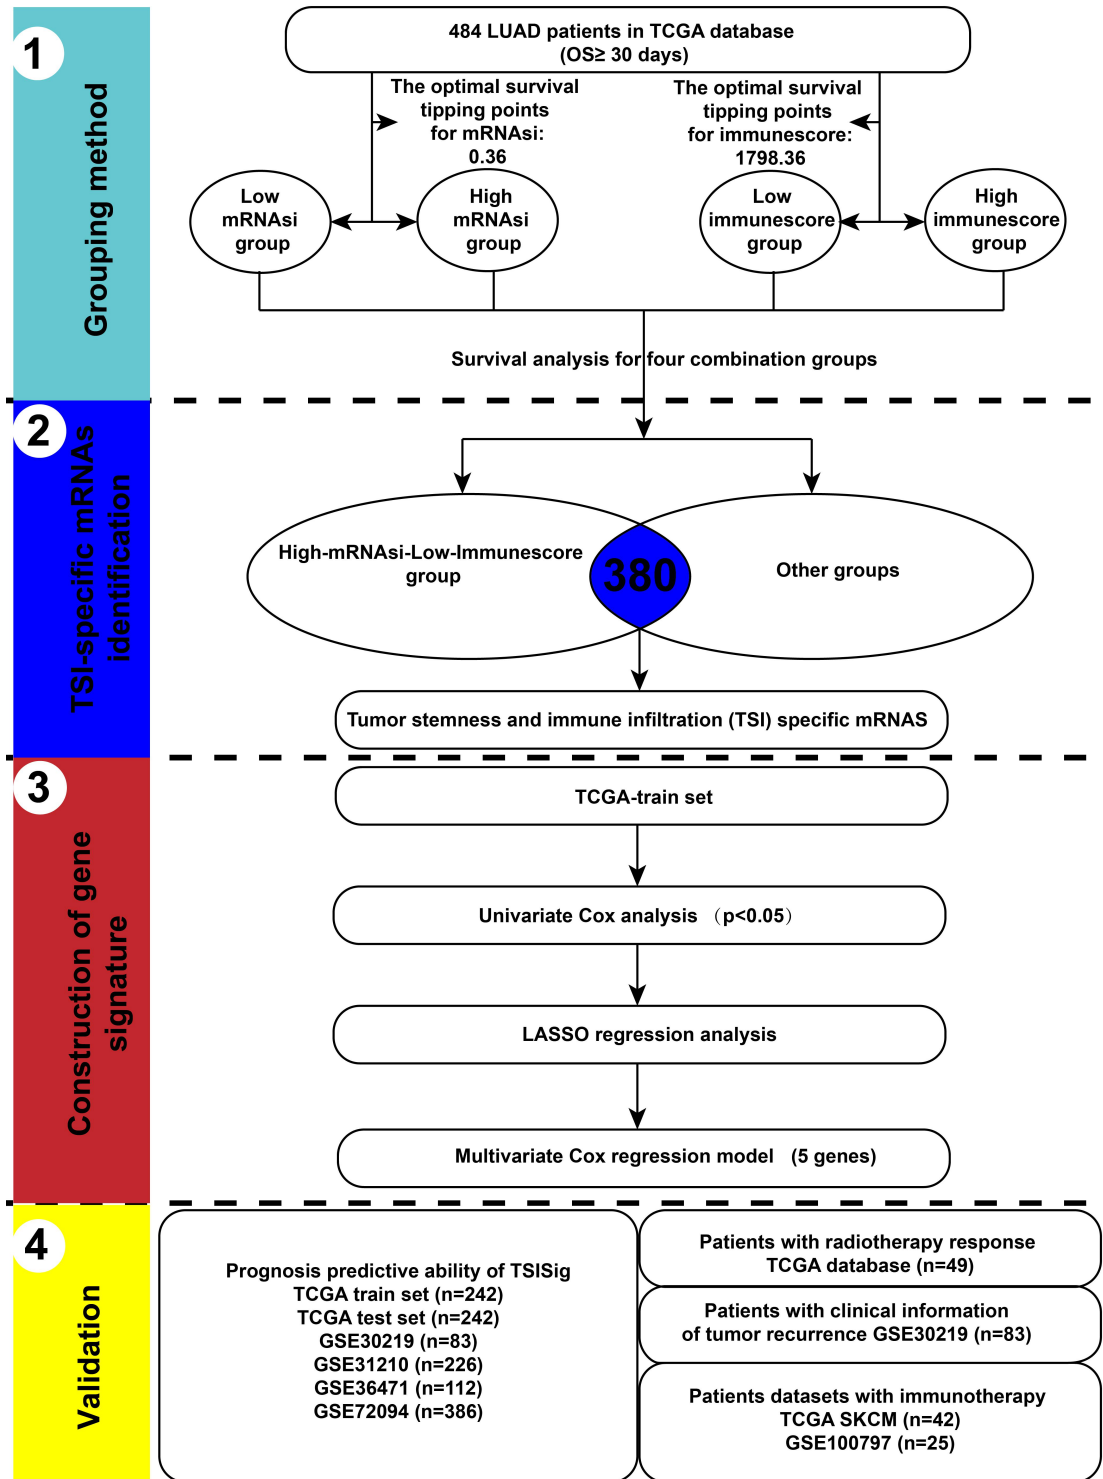 1
Grouping method
484 LUAD patients in TCGA database
(OS≥ 30 days)
The optimal survival
tipping points
for mRNAsi:
0.36
The optimal survival
tipping points
for immunescore:
1798.36
Low
mRNAsi
group
High
mRNAsi
group
Low
immunescore
group
High
immunescore
group
Survival analysis for four combination groups
2
TSI-specific mRNAs
identification
High-mRNAsi-Low-Immunescore
group
380
Other groups
Tumor stemness and immune infiltration (TSI) specific mRNAS
3
Construction of gene
signature
TCGA-train set
Univariate Cox analysis （p<0.05）
LASSO regression analysis
Multivariate Cox regression model (5 genes)
4
Validation
Prognosis predictive ability of TSISig
TCGA train set (n=242)
TCGA test set (n=242)
GSE30219 (n=83)
GSE31210 (n=226)
GSE36471 (n=112)
GSE72094 (n=386)
Patients with radiotherapy response
TCGA database (n=49)
Patients with clinical information
of tumor recurrence GSE30219 (n=83)
Patients datasets with immunotherapy
TCGA SKCM (n=42)
GSE100797 (n=25)